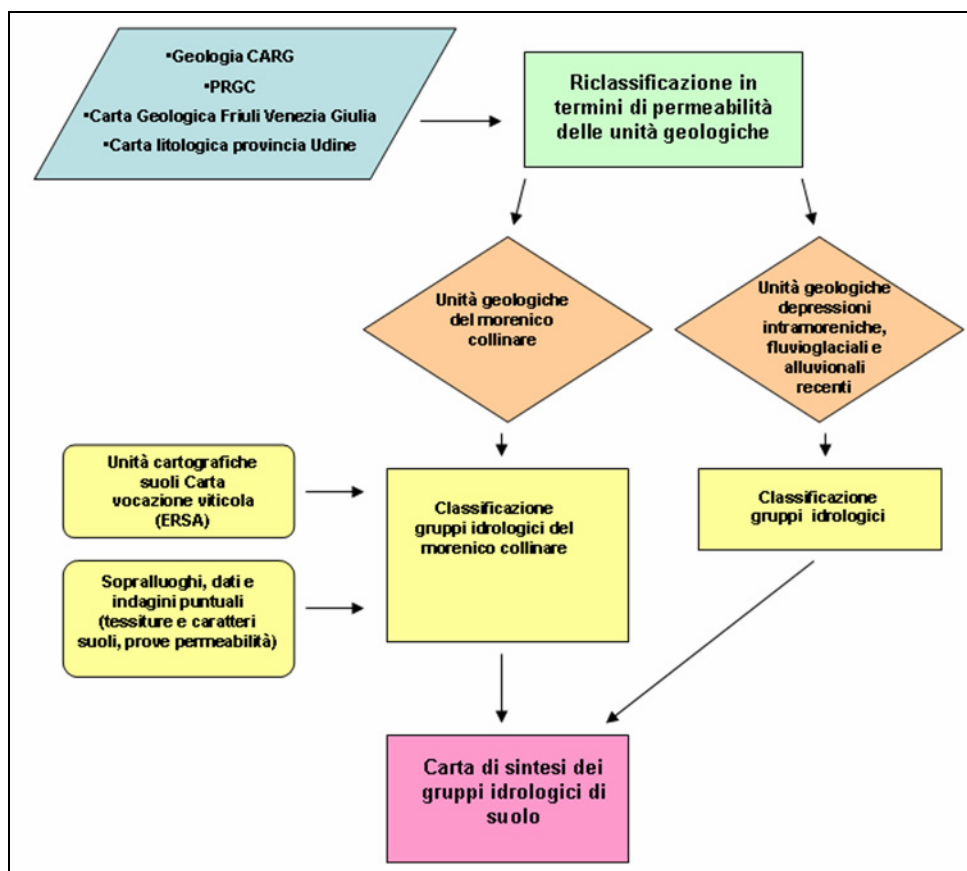 ▪Geologia CARG
▪PRGC
▪Carta Geologica Friuli Venezia Giulia
▪Carta litologica provincia Udine
Riclassificazione in
termini di permeabilità
delle unità geologiche
Unità geologiche
del morenico
collinare
Unità geologiche
depressioni
intramoreniche,
fluvioglaciali e
alluvionali
recenti
Unità cartografiche
suoli Carta
vocazione viticola
(ERSA)
Classificazione
gruppi idrologici del
morenico collinare
Classificazione
gruppi idrologici
Sopralluoghi, dati e
indagini puntuali
(tessiture e caratteri
suoli, prove permeabilità)
Carta di sintesi dei
gruppi idrologici di
suolo